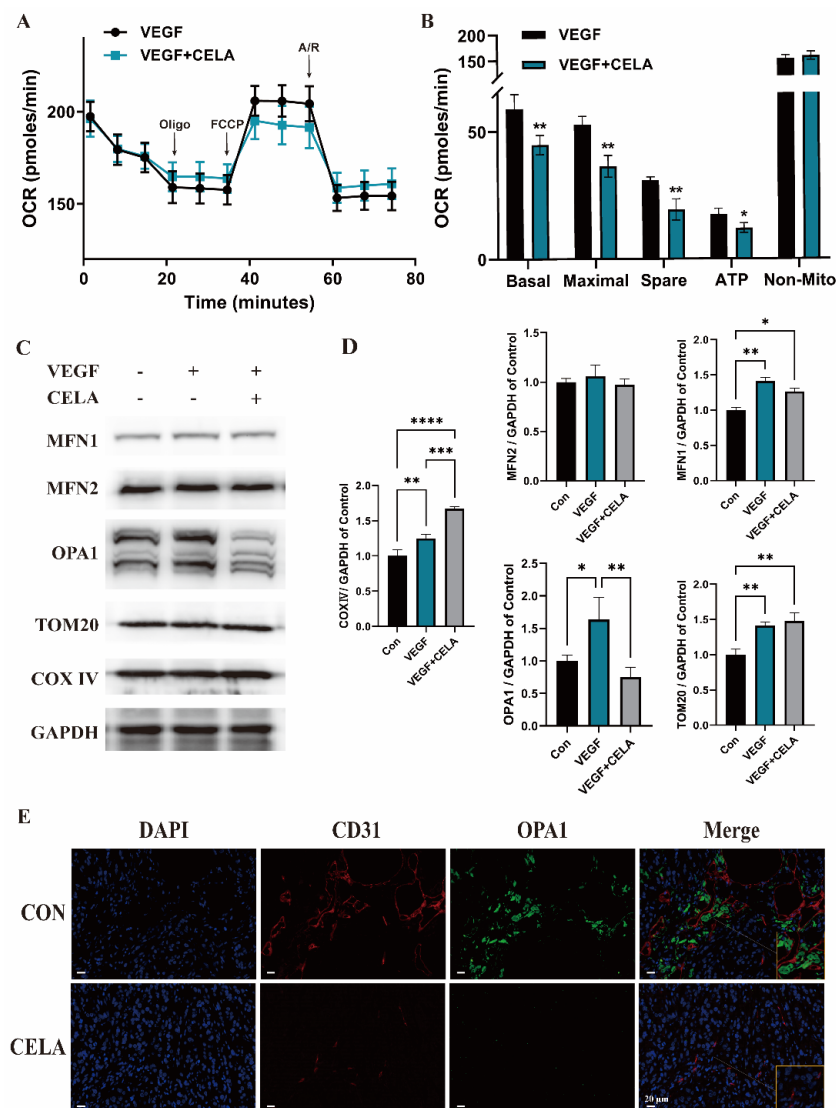 A
VEGF
VEGF+CELA
A/R
Oligo
FCCP
OCR (pmoles/min)
200
150
0
20
40
60
80
Time (minutes)
B
VEGF
VEGF+CELA
OCR (pmoles/min)
150
100
50
0
**
**
**
*
Basal
Maximal
Spare
ATP
Non-Mito
C
VEGF - + +
CELA - - +
MFN1
MFN2
OPA1
TOM20
COX IV
GAPDH
D
COXⅣ/ GAPDH of Control
2.0
1.5
1.0
0.5
0.0
****
***
**
Con
VEGF
VEGF+CELA
MFN2 / GAPDH of Control
1.5
1.0
0.5
0.0
Con
VEGF
VEGF+CELA
MFN1 / GAPDH of Control
2.0
1.5
1.0
0.5
0.0
*
**
Con
VEGF
VEGF+CELA
OPA1 / GAPDH of Control
2.5
2.0
1.5
1.0
0.5
0.0
*
**
Con
VEGF
VEGF+CELA
TOM20 / GAPDH of Control
2.5
2.0
1.5
1.0
0.5
0.0
**
**
Con
VEGF
VEGF+CELA
E
DAPI
CD31
OPA1
Merge
CON
CELA
20 μm